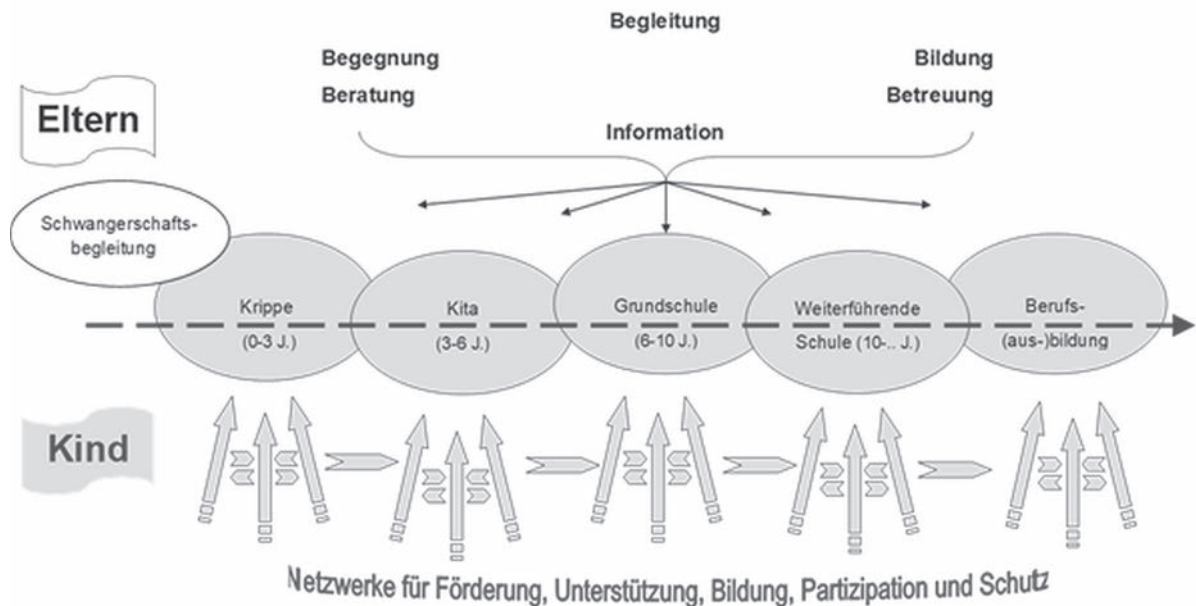 Begleitung
Begegnung
Bildung
Beratung
Betreuung
Eltern
Information
Schwangerschafts-
begleitung
Krippe
(0-3 J.)
Kita
(3-6 J.)
Grundschule
(6-10 J.)
Weiterführende
Schule (10-.. J.)
Berufs-
(aus-)bildung
Kind
Netzwerke für Förderung, Unterstützung, Bildung, Partizipation und Schutz